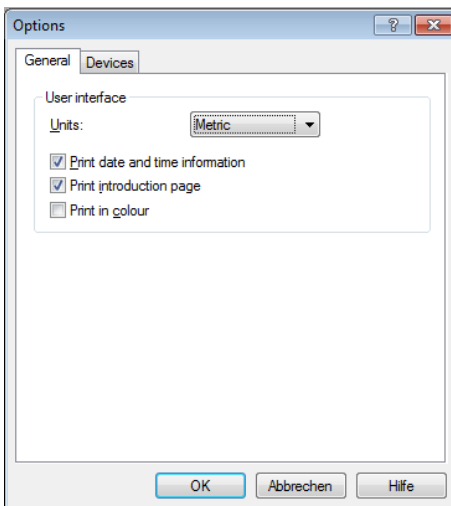 Options
General Devices
User interface
Units: Metric
Print date and time information
Print introduction page
Print in colour
OK Abbrechen Hilfe